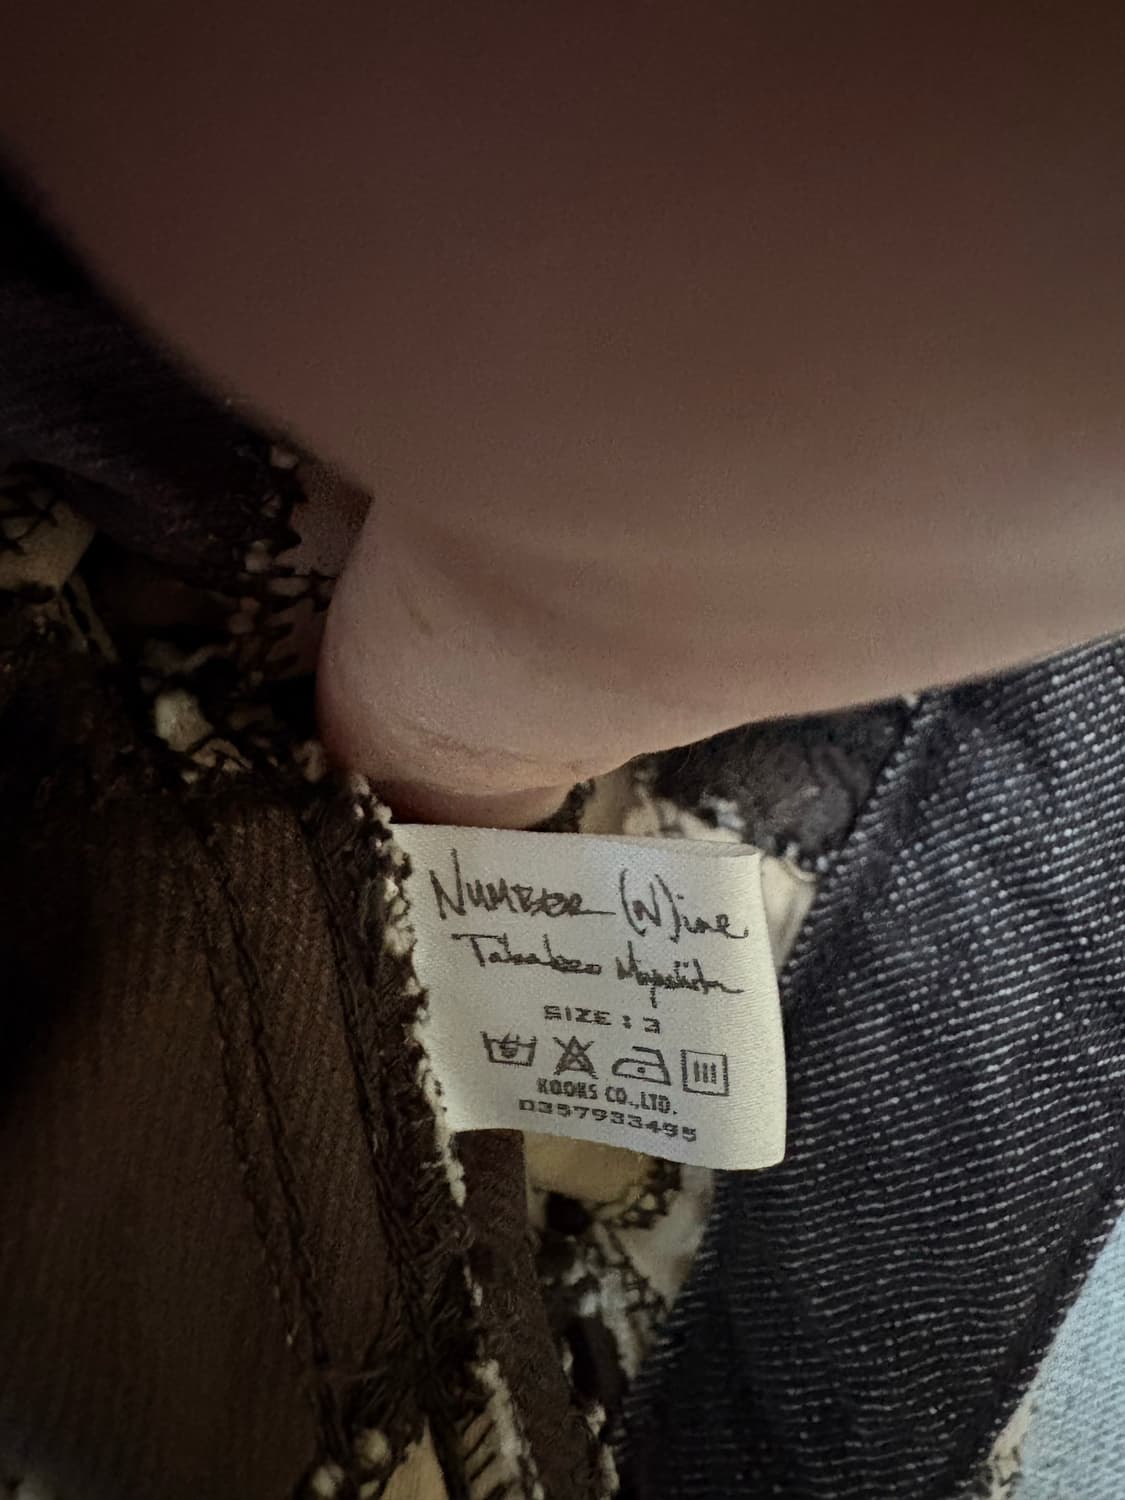 NUMBER (N)ine
Takahiro Miyashita
SIZE : 3
KOOKS CO.,LTD.
0357933495